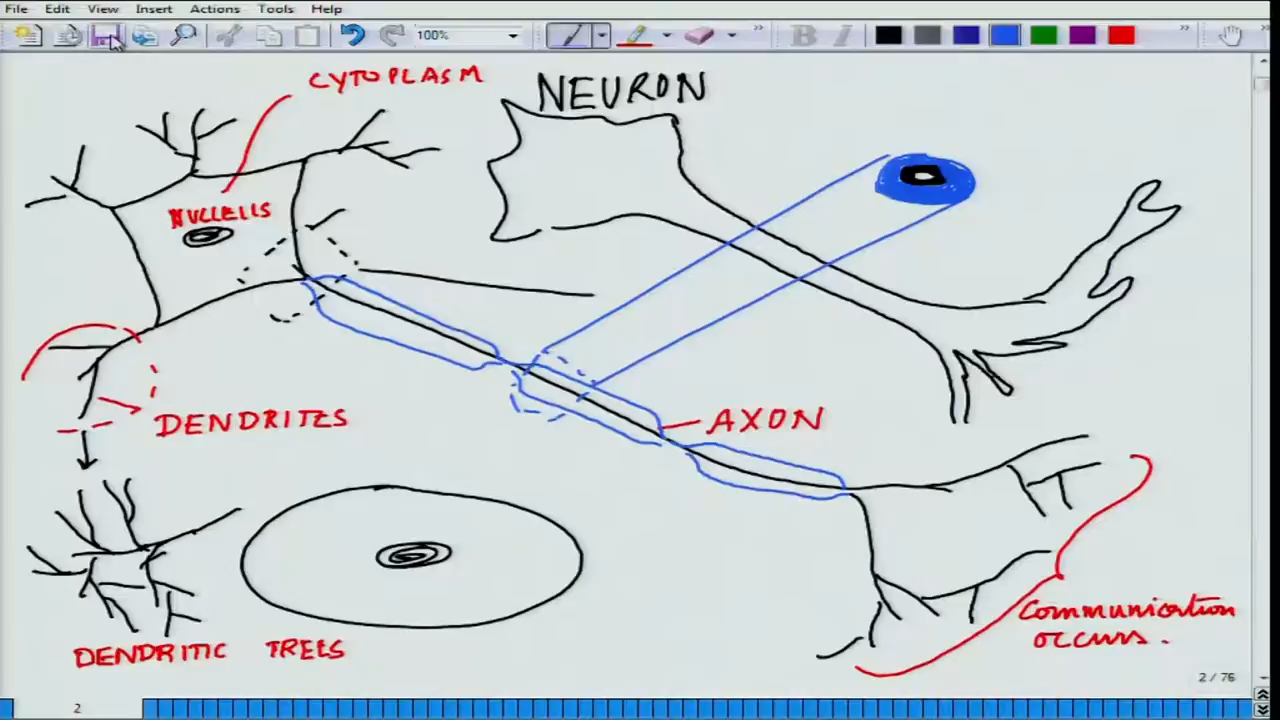 File Edit View Insert Actions Tools Help
100%
B I
CYTOPLASM
NEURON
NUCLEUS
DENDRITES
AXON
Communication
occurs.
DENDRITIC TREES
2 / 76
2